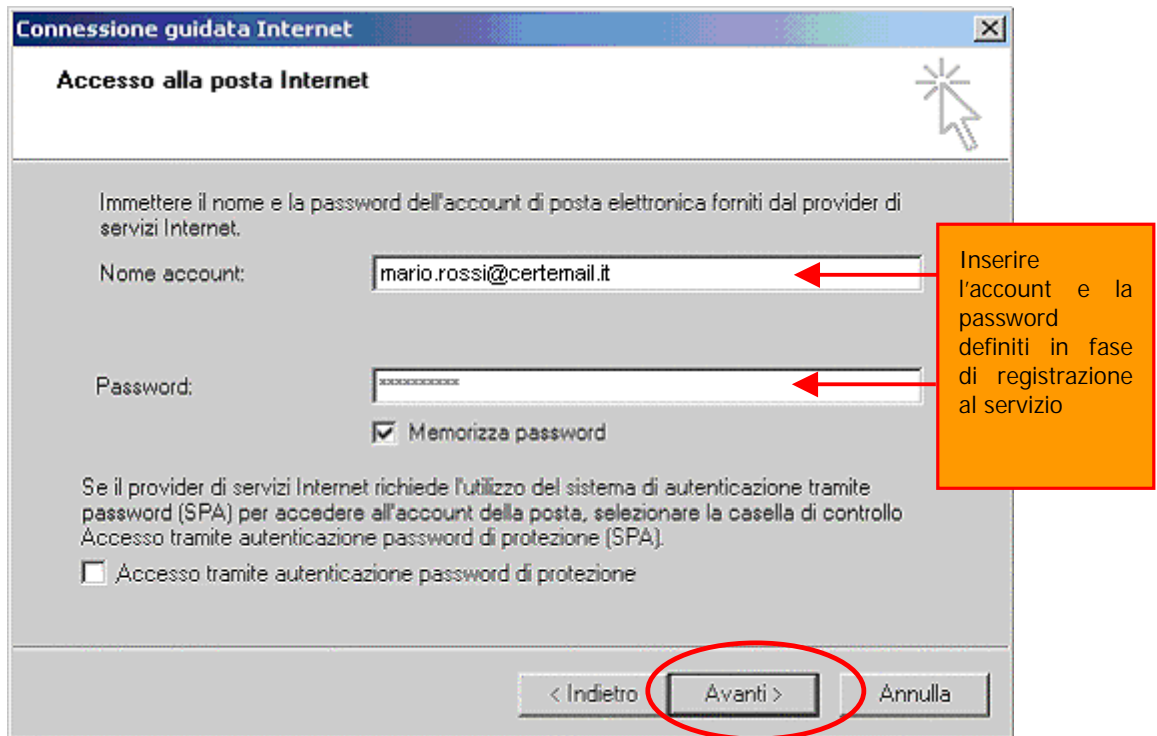 Connessione guidata Internet
Accesso alla posta Internet
Immettere il nome e la password dell'account di posta elettronica forniti dal provider di
servizi Internet.
Nome account:
mario.rossi@certemail.it
Password:
xxxxxxxxxx
Memorizza password
Se il provider di servizi Internet richiede l'utilizzo del sistema di autenticazione tramite
password (SPA) per accedere all'account della posta, selezionare la casella di controllo
Accesso tramite autenticazione password di protezione (SPA).
Accesso tramite autenticazione password di protezione
< Indietro
Avanti >
Annulla
Inserire
l'account e la
password
definiti in fase
di registrazione
al servizio